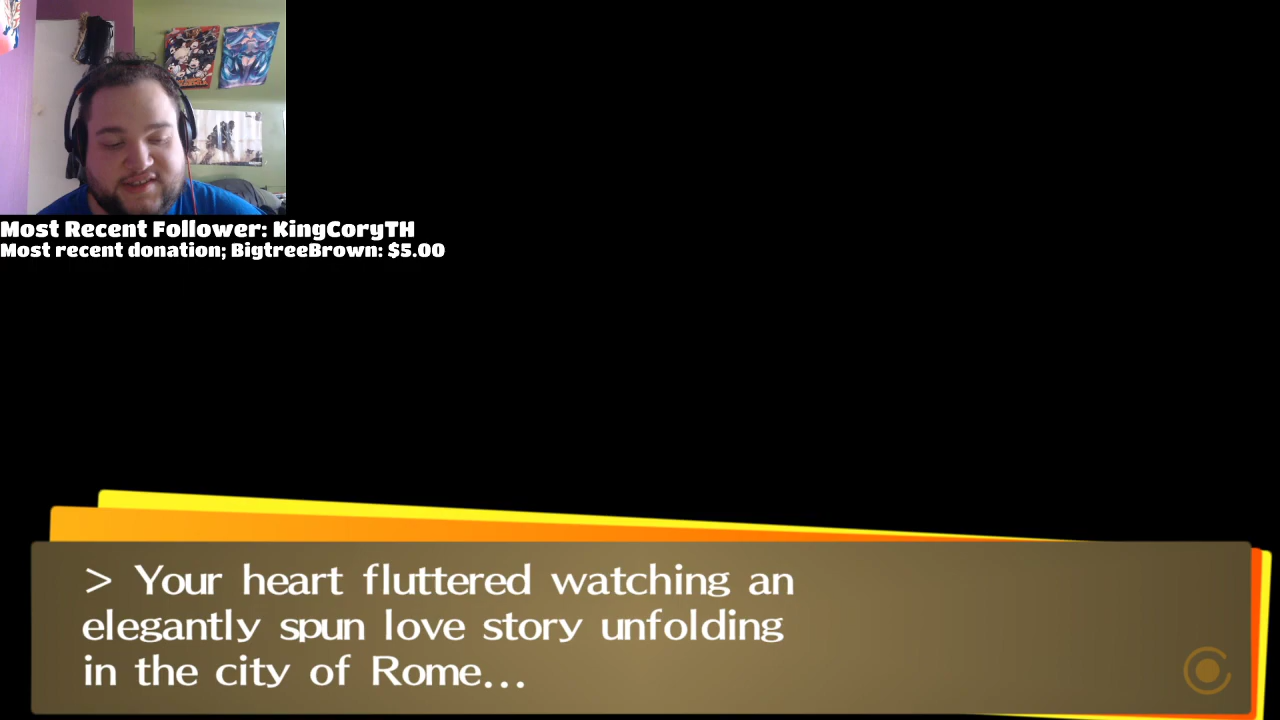 Most Recent Follower: KingCoryTH
Most recent donation; BigtreeBrown: $5.00
> Your heart fluttered watching an
elegantly spun love story unfolding
in the city of Rome...